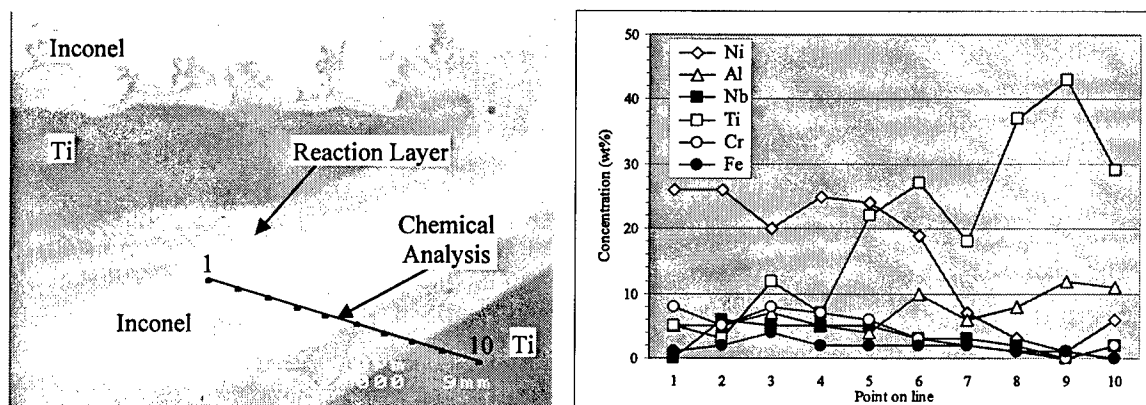 Inconel
Ti
Reaction Layer
Chemical
Analysis
1
Inconel
10 Ti
9mm
50
40
30
20
10
0
Concentration (wt%)
Ni
Al
Nb
Ti
Cr
Fe
1 2 3 4 5 6 7 8 9 10
Point on line